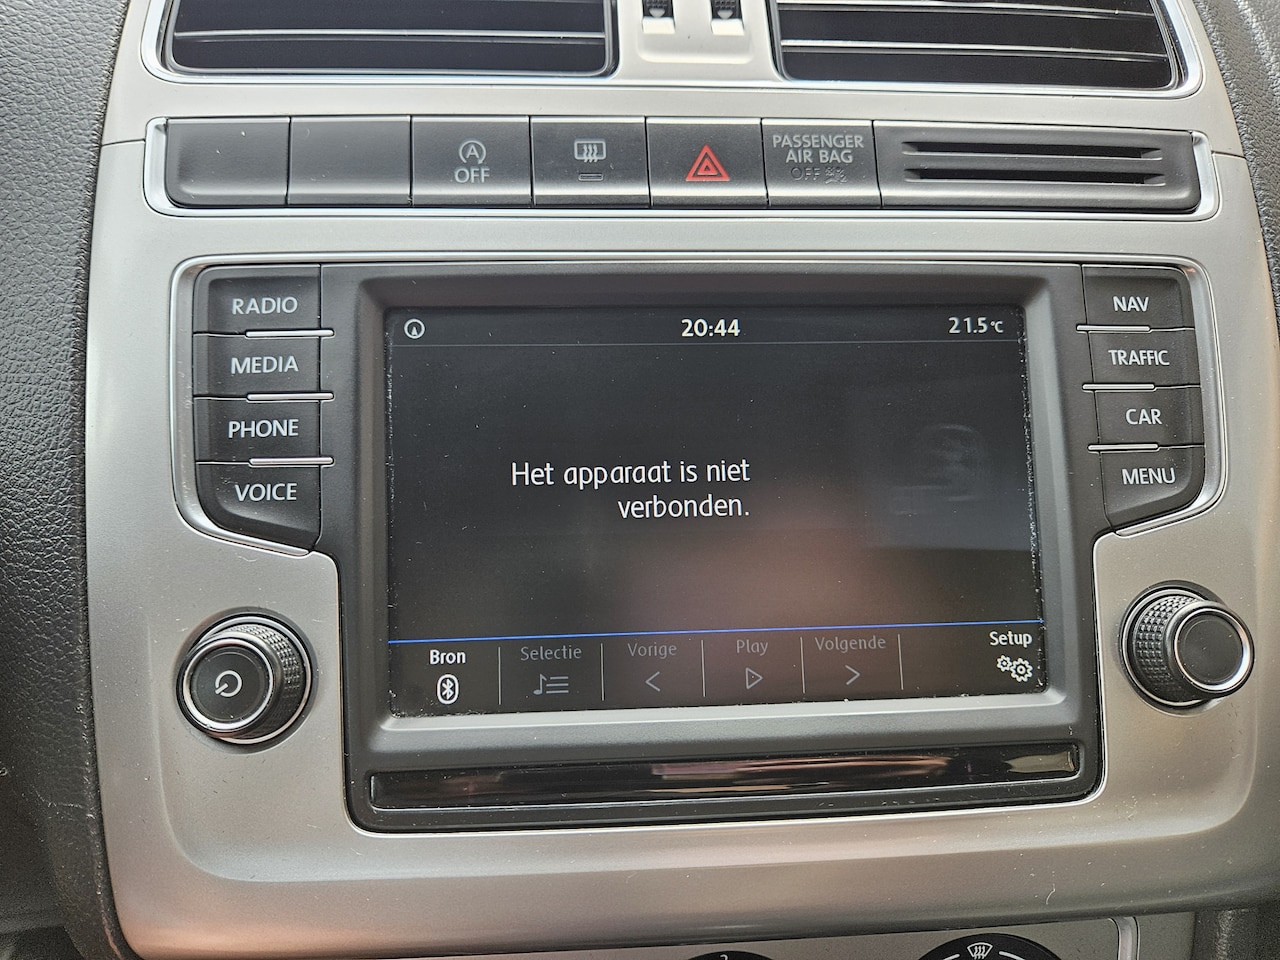 A
OFF
PASSENGER
AIR BAG
OFF
RADIO
MEDIA
PHONE
VOICE
20:44
21.5°C
Het apparaat is niet
verbonden.
Bron
Selectie
Vorige
Play
Volgende
Setup
NAV
TRAFFIC
CAR
MENU